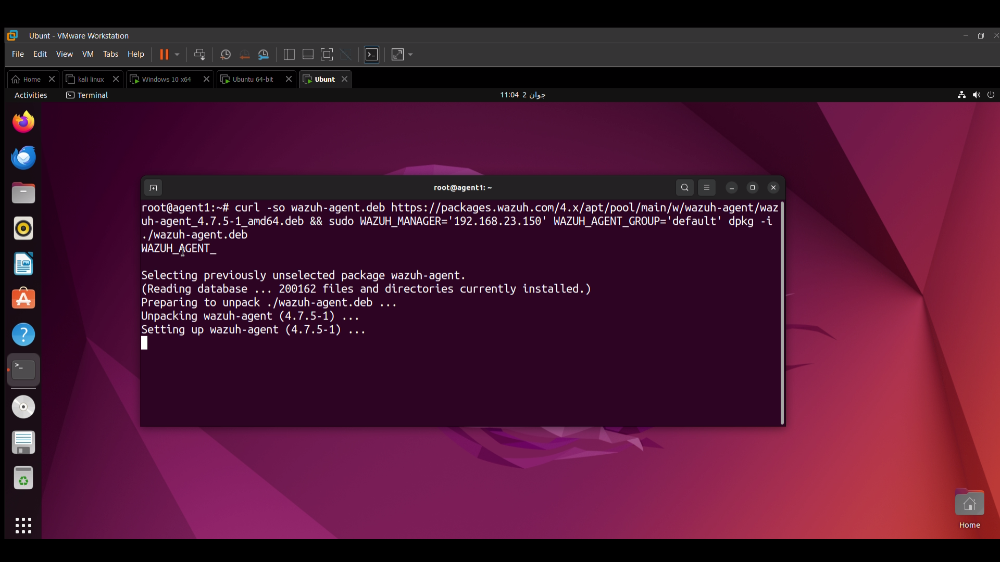 Ubunt - VMware Workstation
File Edit View VM Tabs Help
Home kali linux Windows 10 x64 Ubuntu 64-bit Ubunt
Activities Terminal 11:04 2 جوان
root@agent1: ~
root@agent1:~# curl -so wazuh-agent.deb https://packages.wazuh.com/4.x/apt/pool/main/w/wazuh-agent/waz
uh-agent_4.7.5-1_amd64.deb && sudo WAZUH_MANAGER='192.168.23.150' WAZUH_AGENT_GROUP='default' dpkg -i
./wazuh-agent.deb
WAZUH_AGENT_
Selecting previously unselected package wazuh-agent.
(Reading database ... 200162 files and directories currently installed.)
Preparing to unpack ./wazuh-agent.deb ...
Unpacking wazuh-agent (4.7.5-1) ...
Setting up wazuh-agent (4.7.5-1) ...
Home